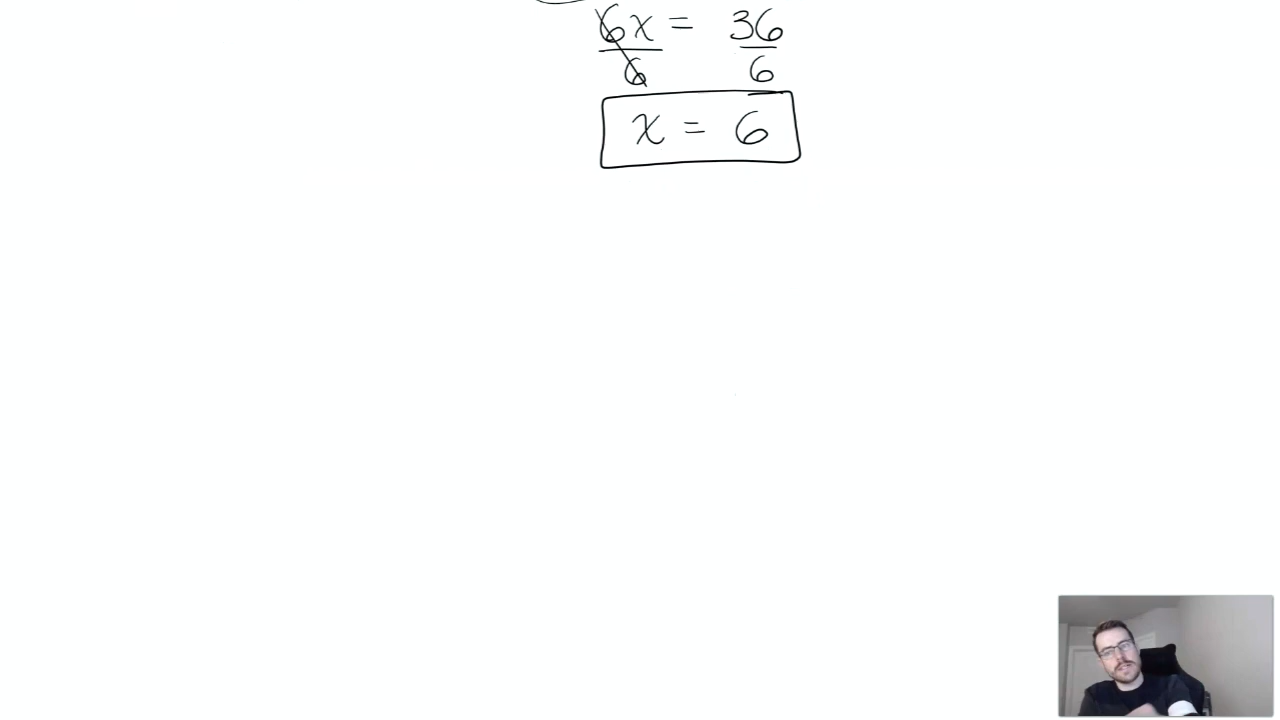 6x = 36
6 6
x = 6